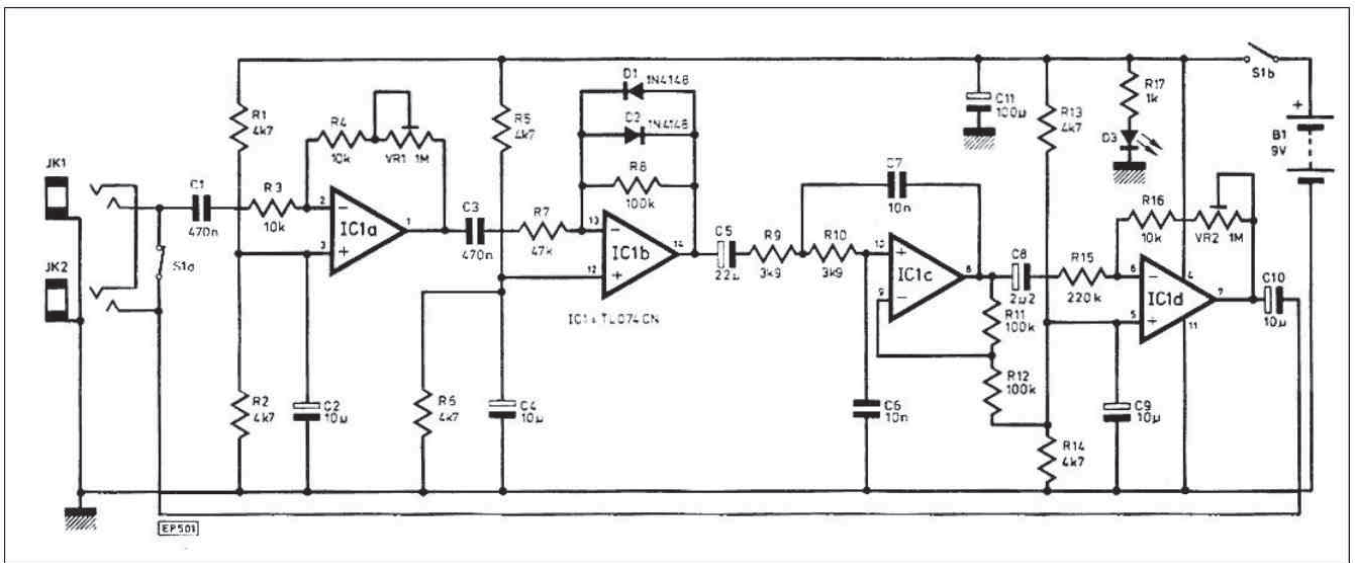 JK1
JK2
S1a
C1
470n
R1
4k7
R2
4k7
R3
10k
R4
10k
VR1 1M
2
3
1
IC1a
C2
10µ
C3
470n
R5
4k7
R6
4k7
R7
47k
C4
10µ
D1
1N4148
C2
1N4148
R8
100k
13
12
14
IC1b
IC1 = TL074CN
C5
22µ
R9
3k9
R10
3k9
C7
10n
C6
10n
10
9
8
IC1c
R11
100k
R12
100k
C8
2µ2
C11
100µ
R13
4k7
R14
4k7
R15
220k
R16
10k
VR2 1M
R17
1k
D3
6
5
4
7
11
IC1d
C9
10µ
C10
10µ
S1b
+
B1
9V
EP501